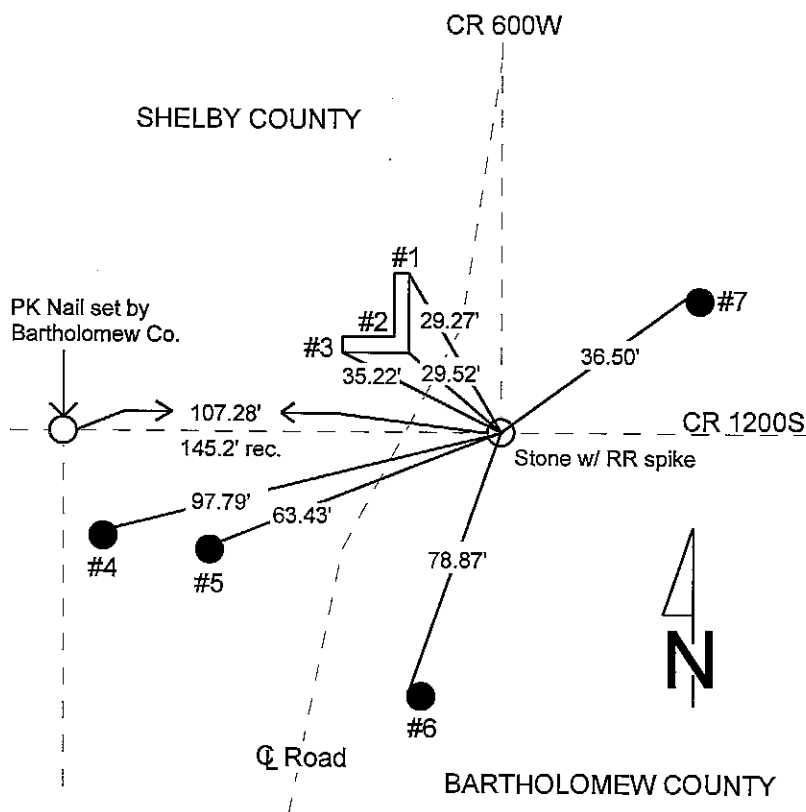 CR 600W
SHELBY COUNTY
#1
PK Nail set by
Bartholomew Co.
#2
29.27'
#3
#7
35.22'
29.52'
36.50'
107.28'
CR 1200S
145.2' rec.
Stone w/ RR spike
97.79'
63.43'
78.87'
#4
#5
N
#6
℄ Road
BARTHOLOMEW COUNTY